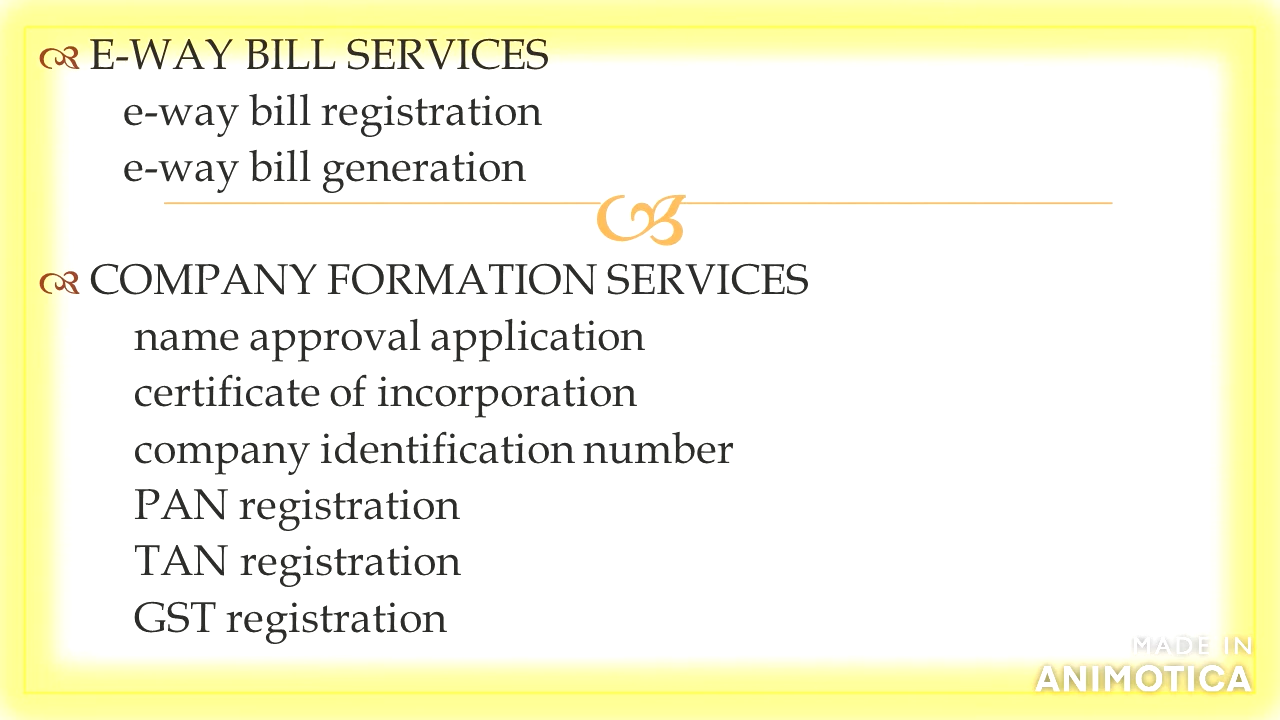 E-WAY BILL SERVICES
e-way bill registration
e-way bill generation
COMPANY FORMATION SERVICES
name approval application
certificate of incorporation
company identification number
PAN registration
TAN registration
GST registration
MADE IN
ANIMOTICA